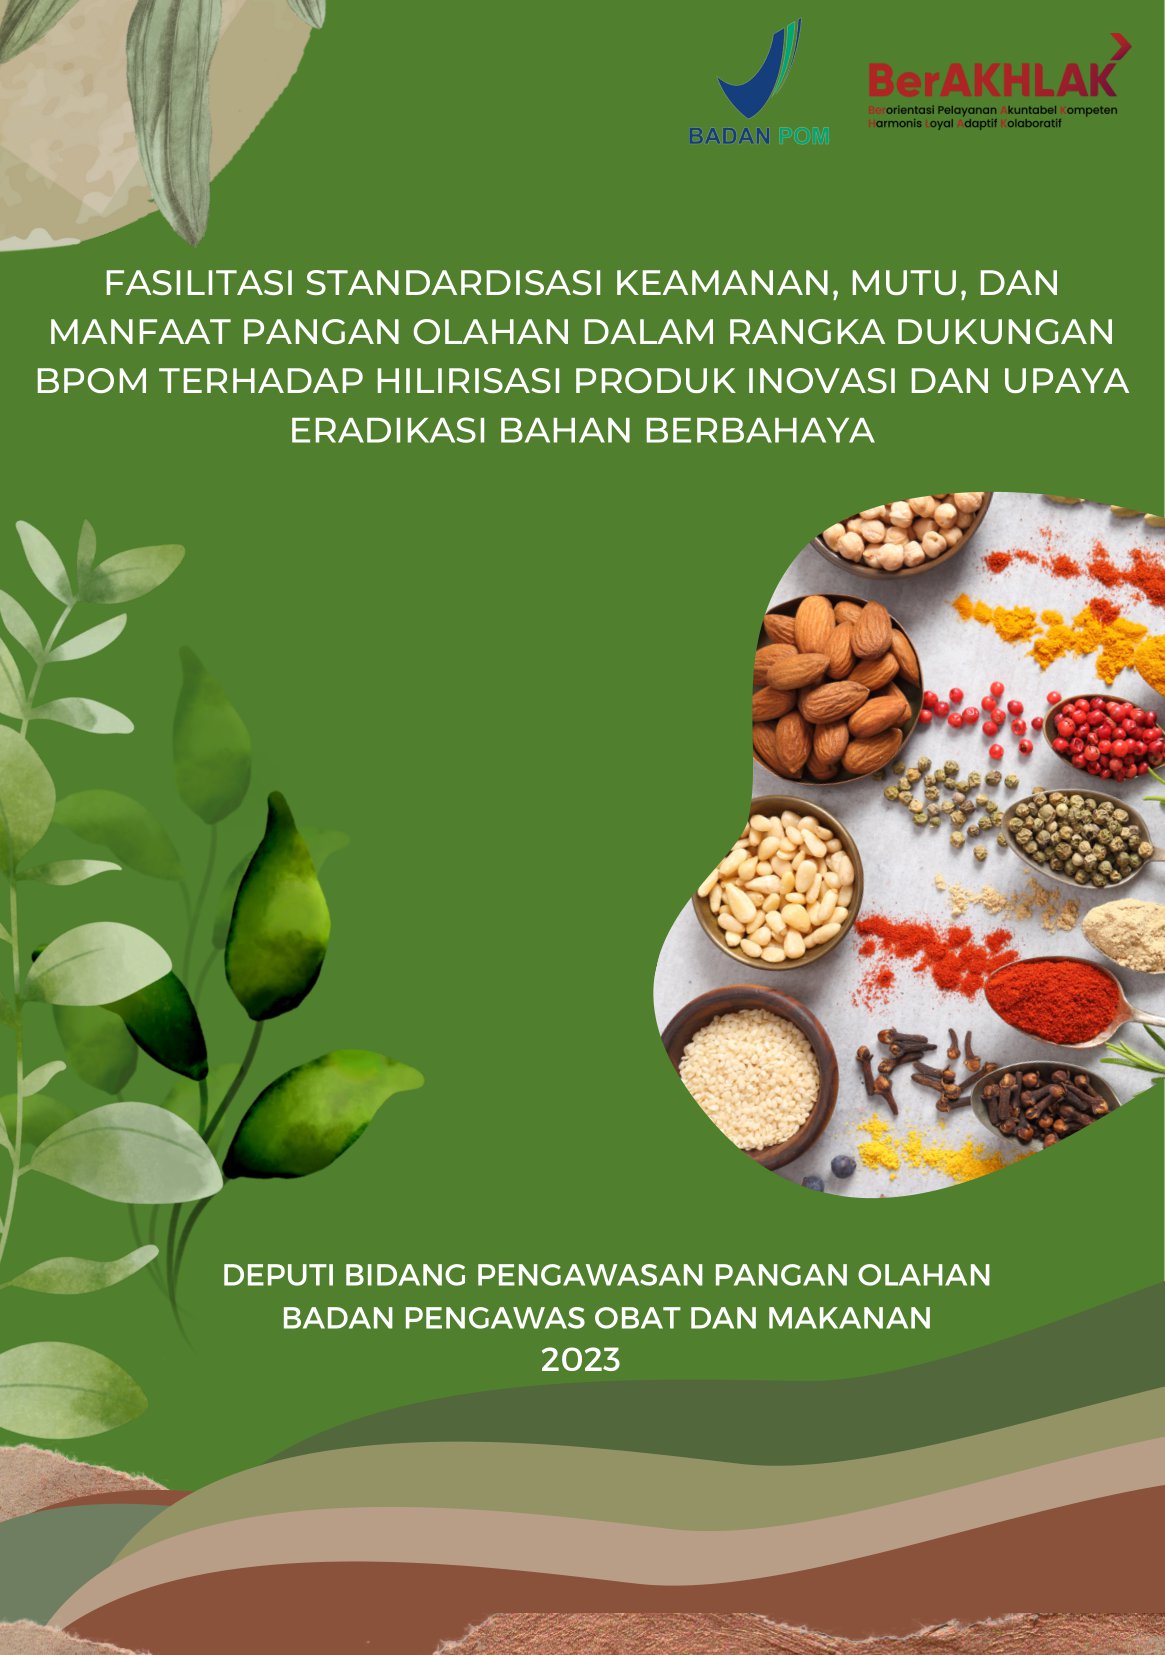 BADAN POM
BerAKHLAK
Berorientasi Pelayanan Akuntabel Kompeten
Harmonis Loyal Adaptif Kolaboratif
FASILITASI STANDARDISASI KEAMANAN, MUTU, DAN
MANFAAT PANGAN OLAHAN DALAM RANGKA DUKUNGAN
BPOM TERHADAP HILIRISASI PRODUK INOVASI DAN UPAYA
ERADIKASI BAHAN BERBAHAYA
DEPUTI BIDANG PENGAWASAN PANGAN OLAHAN
BADAN PENGAWAS OBAT DAN MAKANAN
2023